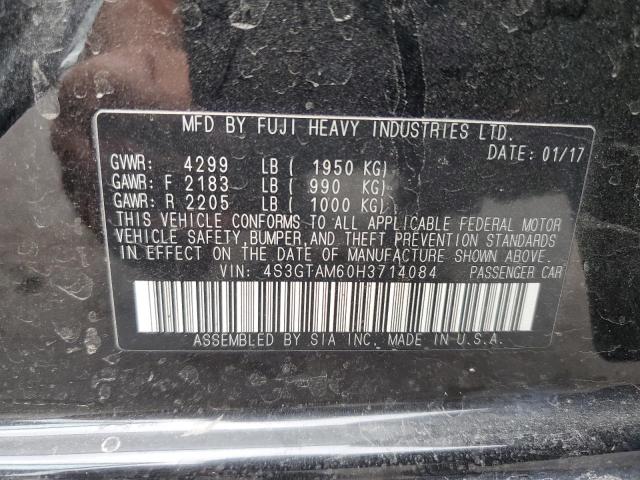 MFD BY FUJI HEAVY INDUSTRIES LTD.
DATE: 01/17
GVWR: 4299 LB ( 1950 KG)
GAWR: F 2183 LB ( 990 KG)
GAWR: R 2205 LB ( 1000 KG)
THIS VEHICLE CONFORMS TO ALL APPLICABLE FEDERAL MOTOR
VEHICLE SAFETY, BUMPER, AND THEFT PREVENTION STANDARDS
IN EFFECT ON THE DATE OF MANUFACTURE SHOWN ABOVE.
VIN: 4S3GTAM60H3714084 PASSENGER CAR
ASSEMBLED BY SIA INC. MADE IN U.S.A.